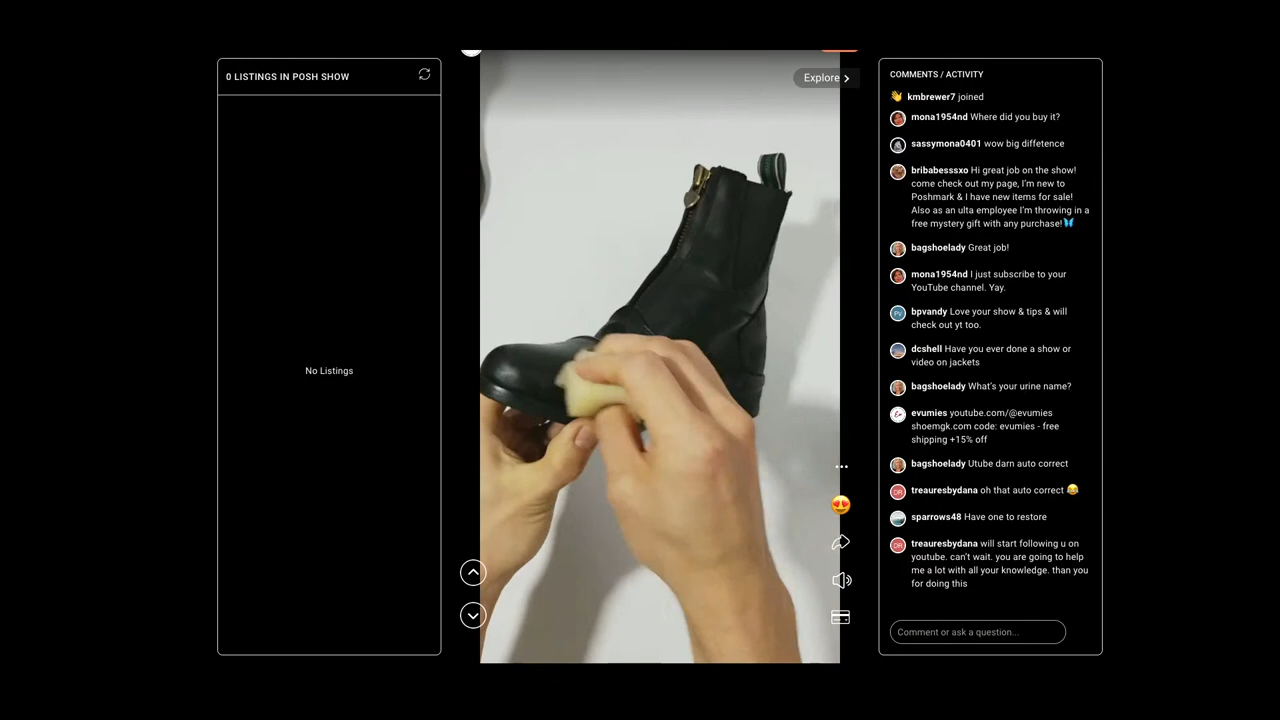 0 LISTINGS IN POSH SHOW
No Listings
Explore
COMMENTS / ACTIVITY
kmbrewer7 joined
mona1954nd Where did you buy it?
sassymona0401 wow big diffetence
bribabesssxo Hi great job on the show!
come check out my page, I'm new to
Poshmark & I have new items for sale!
Also as an ulta employee I'm throwing in a
free mystery gift with any purchase!🦋
bagshoelady Great job!
mona1954nd I just subscribe to your
YouTube channel. Yay.
PV
bpvandy Love your show & tips & will
check out yt too.
dcshell Have you ever done a show or
video on jackets
bagshoelady What's your urine name?
evumies youtube.com/@evumies
shoemgk.com code: evumies - free
shipping +15% off
bagshoelady Utube darn auto correct
DR
treauresbydana oh that auto correct 😂
sparrows48 Have one to restore
DR
treauresbydana will start following u on
youtube. can't wait. you are going to help
me a lot with all your knowledge. than you
for doing this
Comment or ask a question...